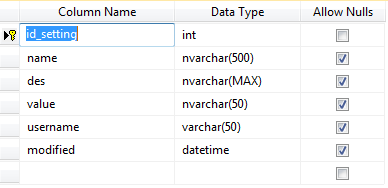 Column Name Data Type Allow Nulls
id_setting int
name nvarchar(500)
des nvarchar(MAX)
value nvarchar(50)
username varchar(50)
modified datetime